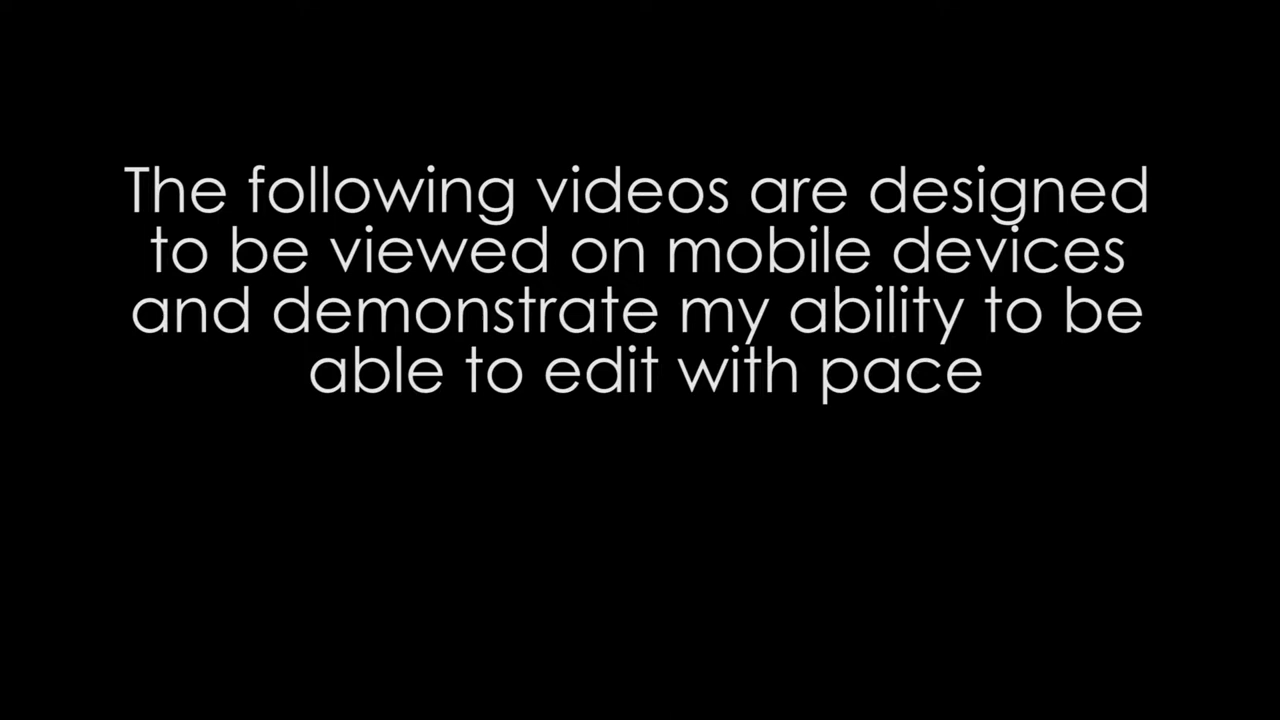 The following videos are designed
to be viewed on mobile devices
and demonstrate my ability to be
able to edit with pace